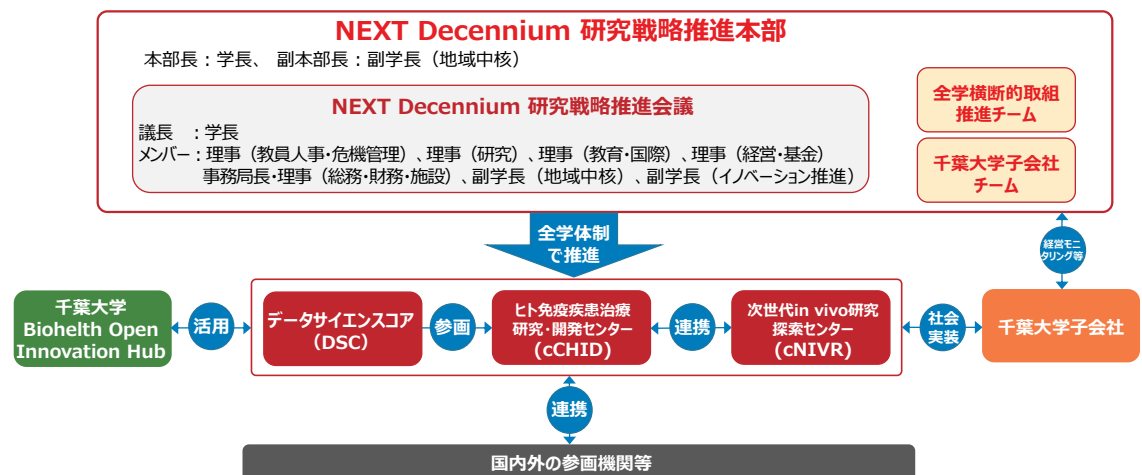 NEXT Decennium 研究戦略推進本部
本部長：学長、 副本部長：副学長（地域中核）
NEXT Decennium 研究戦略推進会議
議長 ：学長
メンバー：理事（教員人事・危機管理）、理事（研究）、理事（教育・国際）、理事（経営・基金）
事務局長・理事（総務・財務・施設）、副学長（地域中核）、副学長（イノベーション推進）
全学横断的取組
推進チーム
千葉大学子会社
チーム
全学体制
で推進
経営モニ
タリング等
千葉大学
Biohelth Open
Innovation Hub
活用
データサイエンスコア
（DSC）
参画
ヒト免疫疾患治療
研究・開発センター
(cCHID)
連携
次世代in vivo研究
探索センター
(cNIVR)
社会
実装
千葉大学子会社
連携
国内外の参画機関等